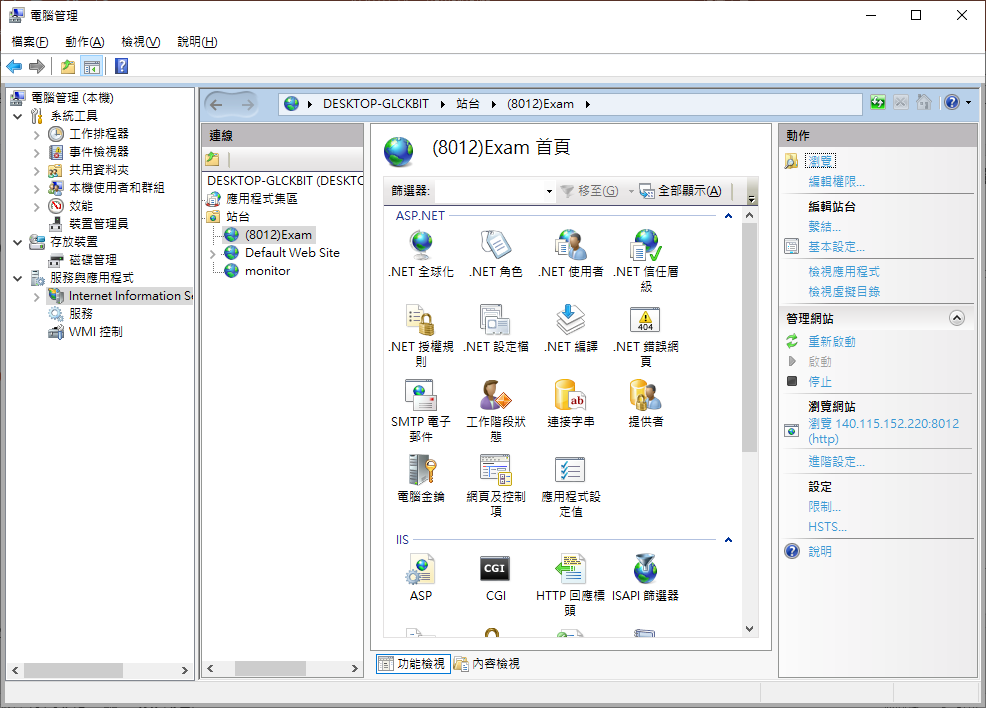 電腦管理
檔案(F) 動作(A) 檢視(V) 說明(H)
電腦管理 (本機)
系統工具
工作排程器
事件檢視器
共用資料夾
本機使用者和群組
效能
裝置管理員
存放裝置
磁碟管理
服務與應用程式
Internet Information Se
服務
WMI 控制
DESKTOP-GLCKBIT 站台 (8012)Exam
連線
DESKTOP-GLCKBIT (DESKTO
應用程式集區
站台
(8012)Exam
Default Web Site
monitor
(8012)Exam 首頁
篩選器: 移至(G) 全部顯示(A)
ASP.NET
.NET 全球化 .NET 角色 .NET 使用者 .NET 信任層
級
.NET 授權規 .NET 設定檔 .NET 編譯 .NET 錯誤網
則 頁
404
SMTP 電子 工作階段狀 連接字串 提供者
郵件 態
ab
電腦金鑰 網頁及控制 應用程式設
項 定值
IIS
CGI
ASP CGI HTTP 回應標 ISAPI 篩選器
頭
功能檢視 內容檢視
動作
瀏覽
編輯權限...
編輯站台
繫結...
基本設定...
檢視應用程式
檢視虛擬目錄
管理網站
重新啟動
啟動
停止
瀏覽網站
瀏覽 140.115.152.220:8012
(http)
進階設定...
設定
限制...
HSTS...
說明